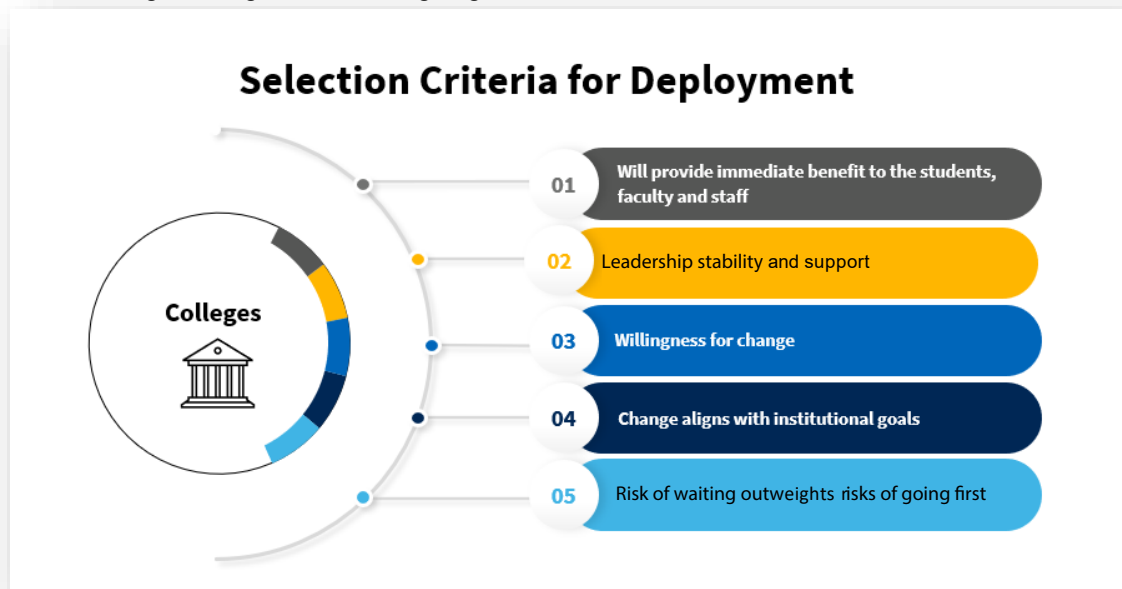 Selection Criteria for Deployment
Colleges
01
Will provide immediate benefit to the students,
faculty and staff
02
Leadership stability and support
03
Willingness for change
04
Change aligns with institutional goals
05
Risk of waiting outweights risks of going first